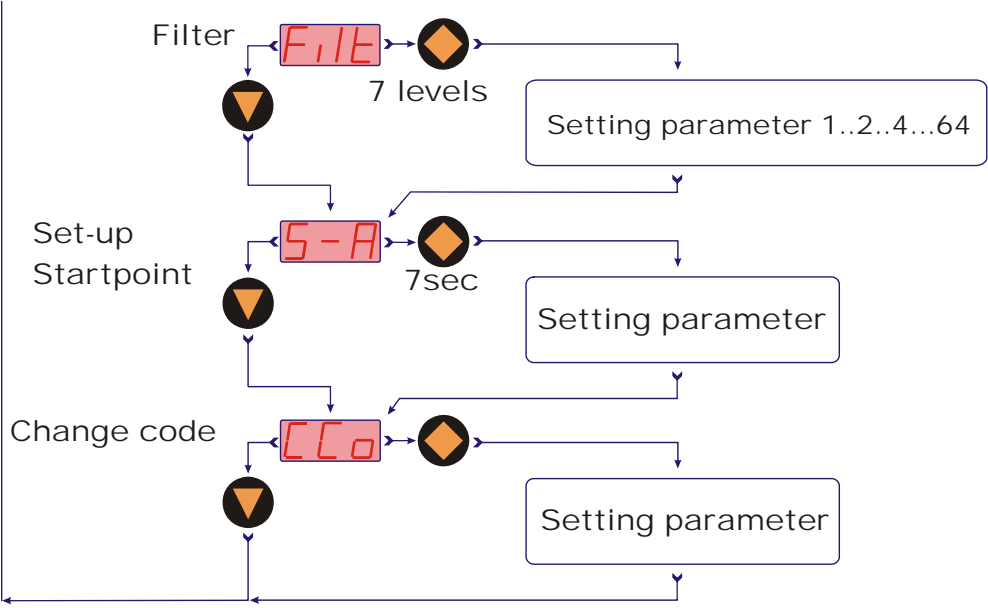 Filter
Filt
7 levels
Setting parameter 1..2..4...64
Set-up
Startpoint
S-A
7sec
Setting parameter
Change code
CCo
Setting parameter